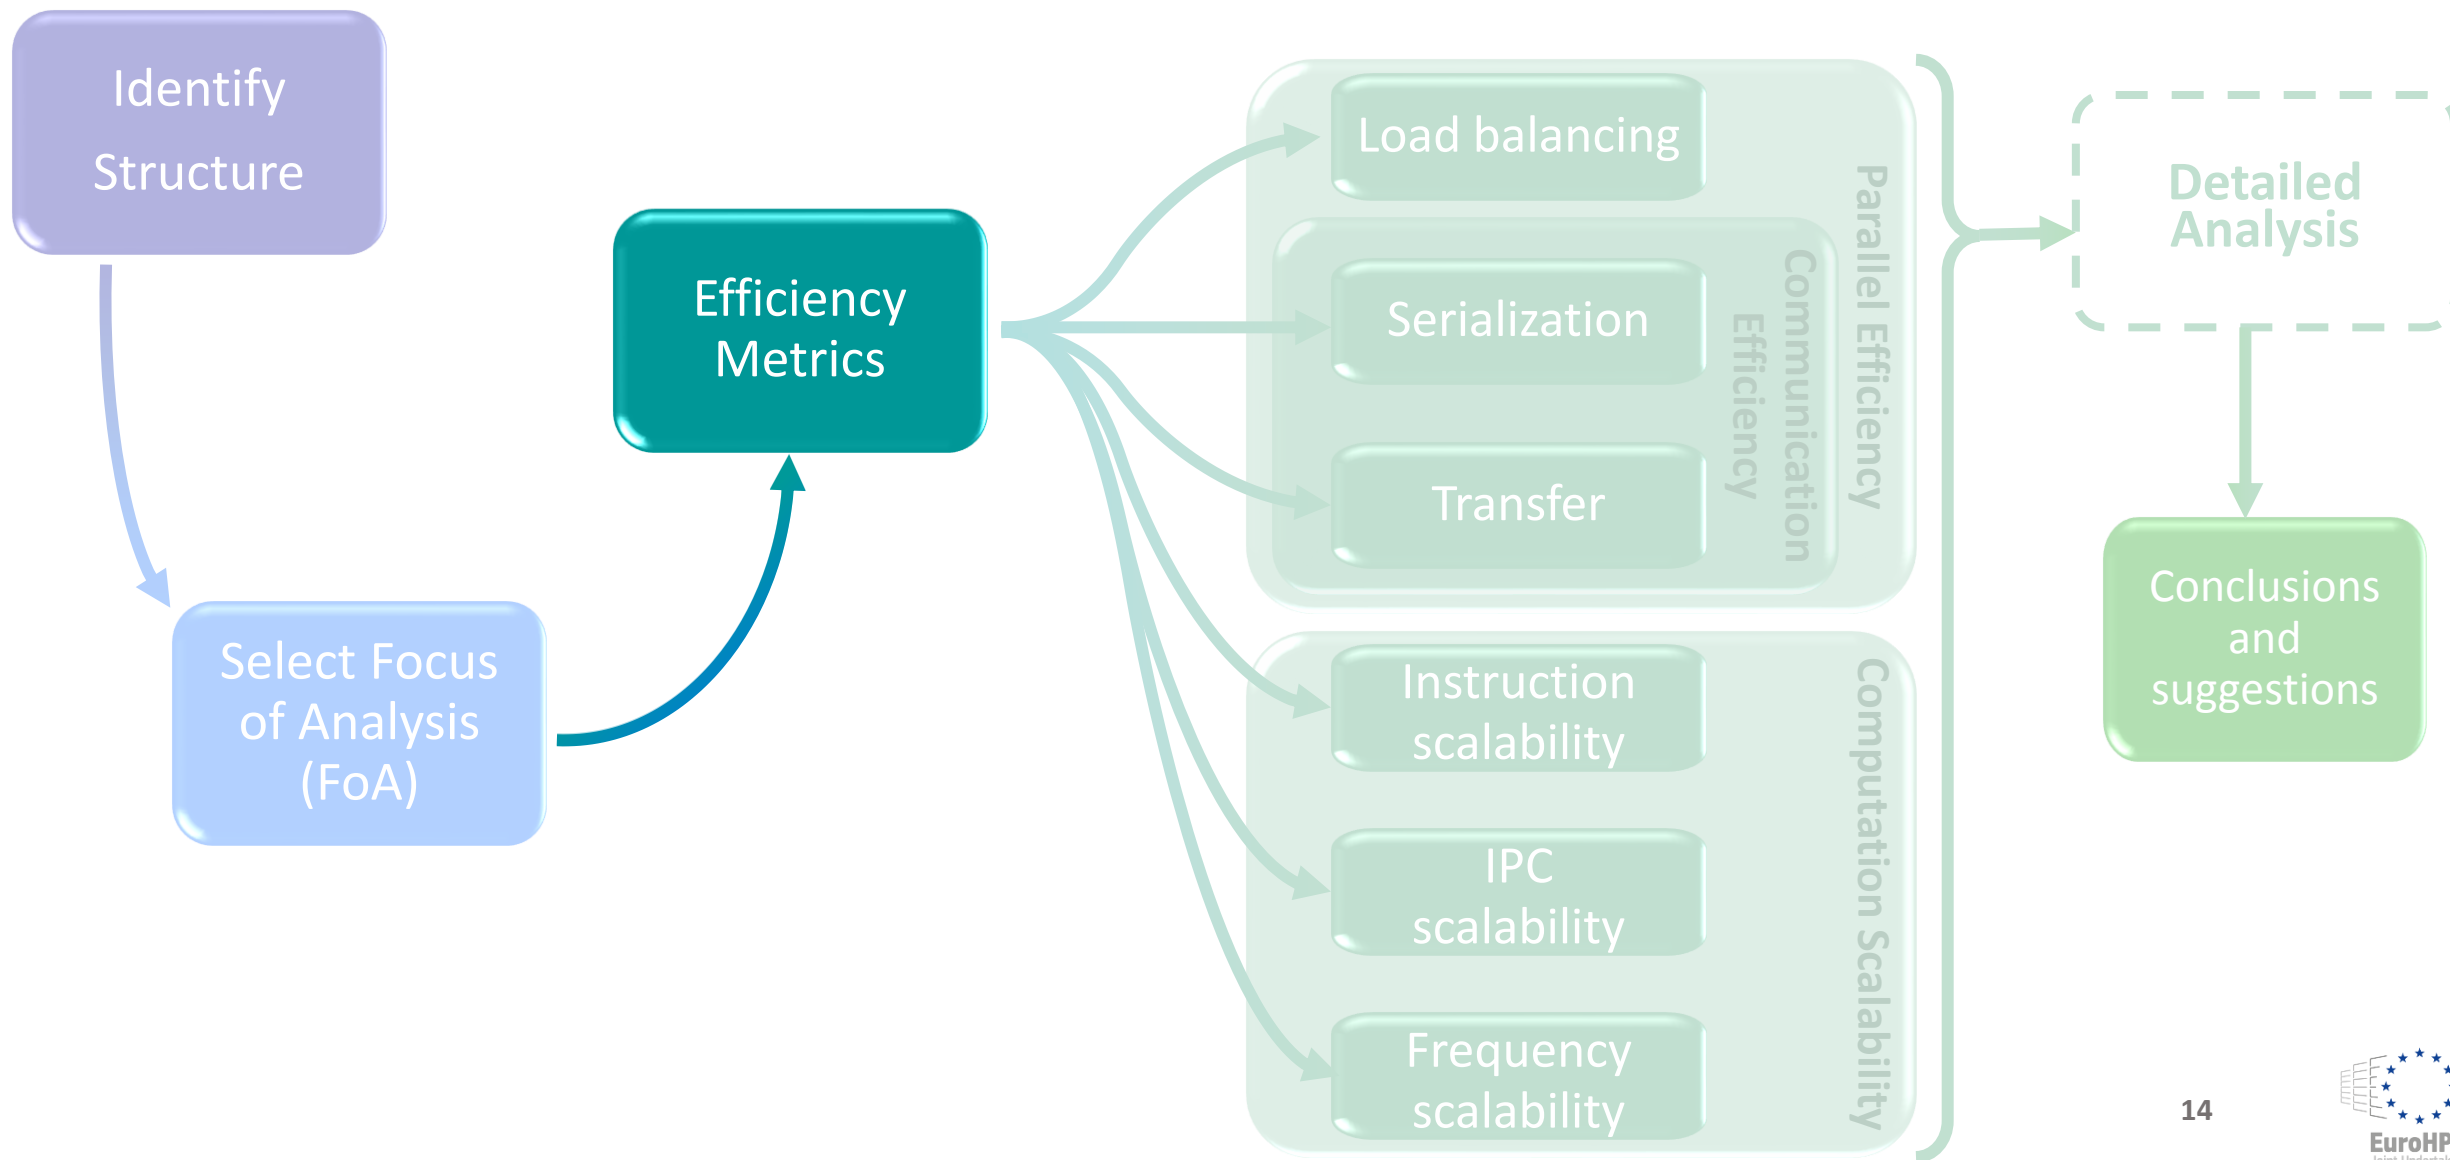 Identify
Structure
Select Focus
of Analysis
(FoA)
Efficiency
Metrics
Load balancing
Serialization
Transfer
Communication
Efficiency
Parallel Efficiency
Instruction
scalability
IPC
scalability
Frequency
scalability
Computation Scalability
Detailed
Analysis
Conclusions
and
suggestions
14
EuroHP